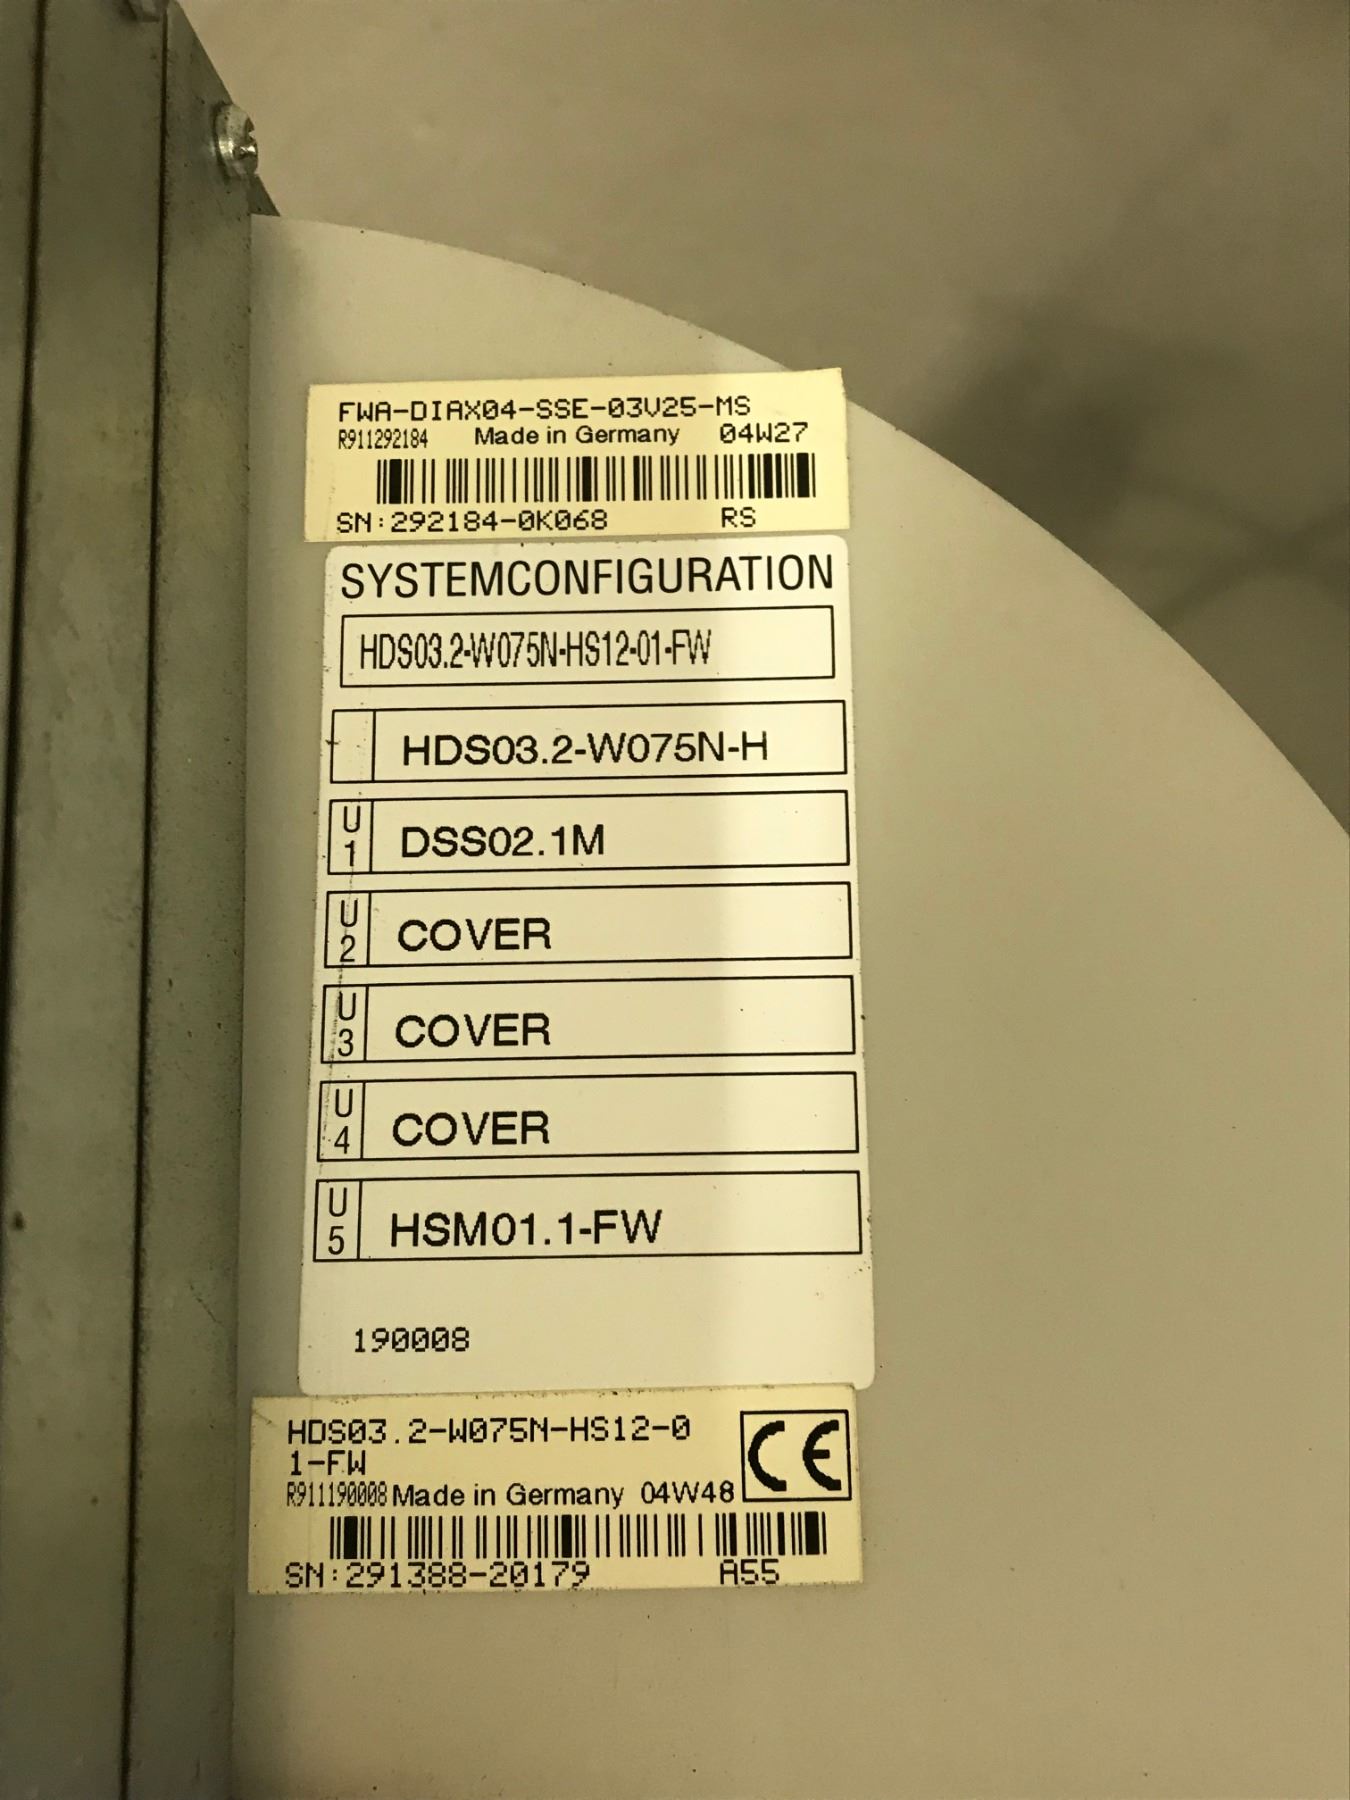 FWA-DIAX04-SSE-03V25-MS
R911292184 Made in Germany 04W27
SN:292184-0K068 RS
SYSTEMCONFIGURATION
HDS03.2-W075N-HS12-01-FW
HDS03.2-W075N-H
U1 DSS02.1M
U2 COVER
U3 COVER
U4 COVER
U5 HSM01.1-FW
190008
HDS03.2-W075N-HS12-0
1-FW
CE
R911190008 Made in Germany 04W48
SN:291388-20179 A55